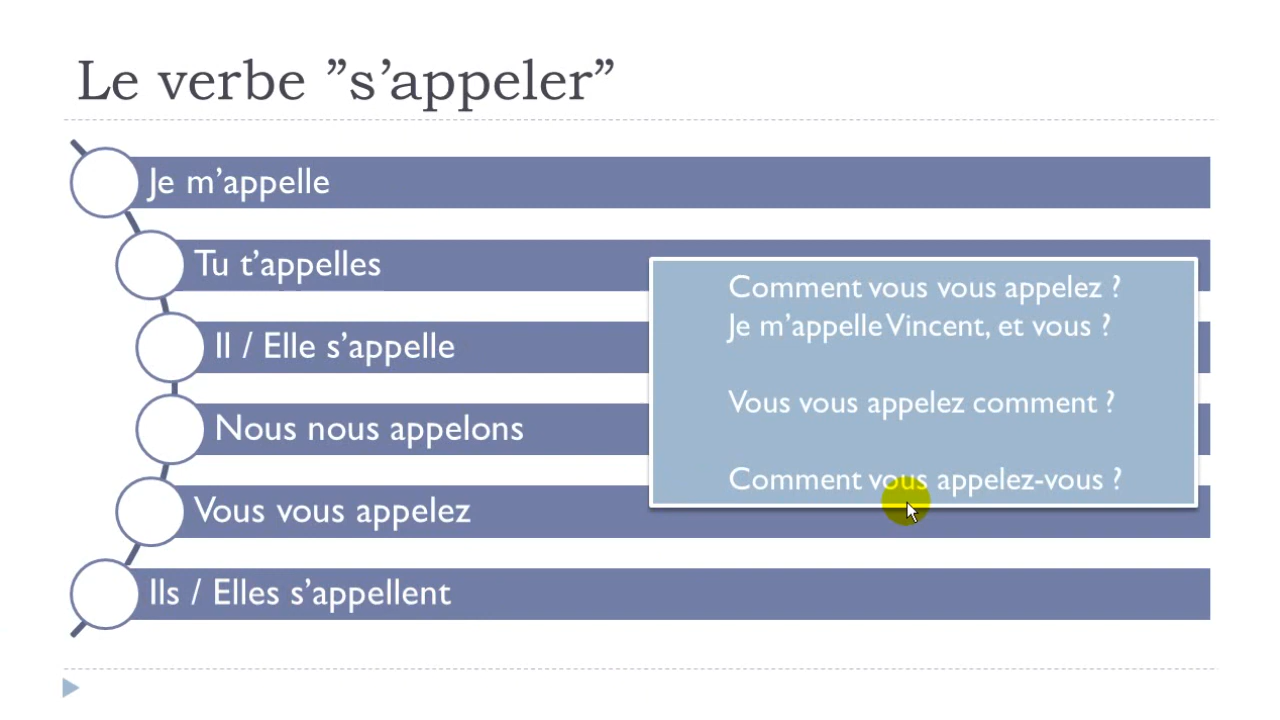 Le verbe ”s’appeler”
Je m’appelle
Tu t’appelles
Il / Elle s’appelle
Nous nous appelons
Vous vous appelez
Ils / Elles s’appellent
Comment vous vous appelez ?
Je m’appelle Vincent, et vous ?
Vous vous appelez comment ?
Comment vous appelez-vous ?